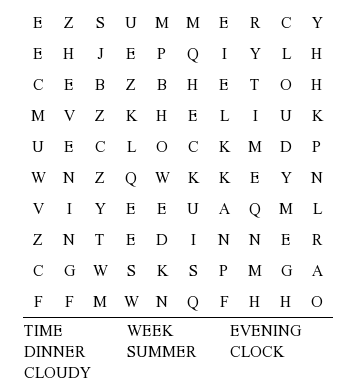 E Z S U M M E R C Y
E H J E P Q I Y L H
C E B Z B H E T O H
M V Z K H E L I U K
U E C L O C K M D P
W N Z Q W K K E Y N
V I Y E E U A Q M L
Z N T E D I N N E R
C G W S K S P M G A
F F M W N Q F H H O
TIME WEEK EVENING
DINNER SUMMER CLOCK
CLOUDY